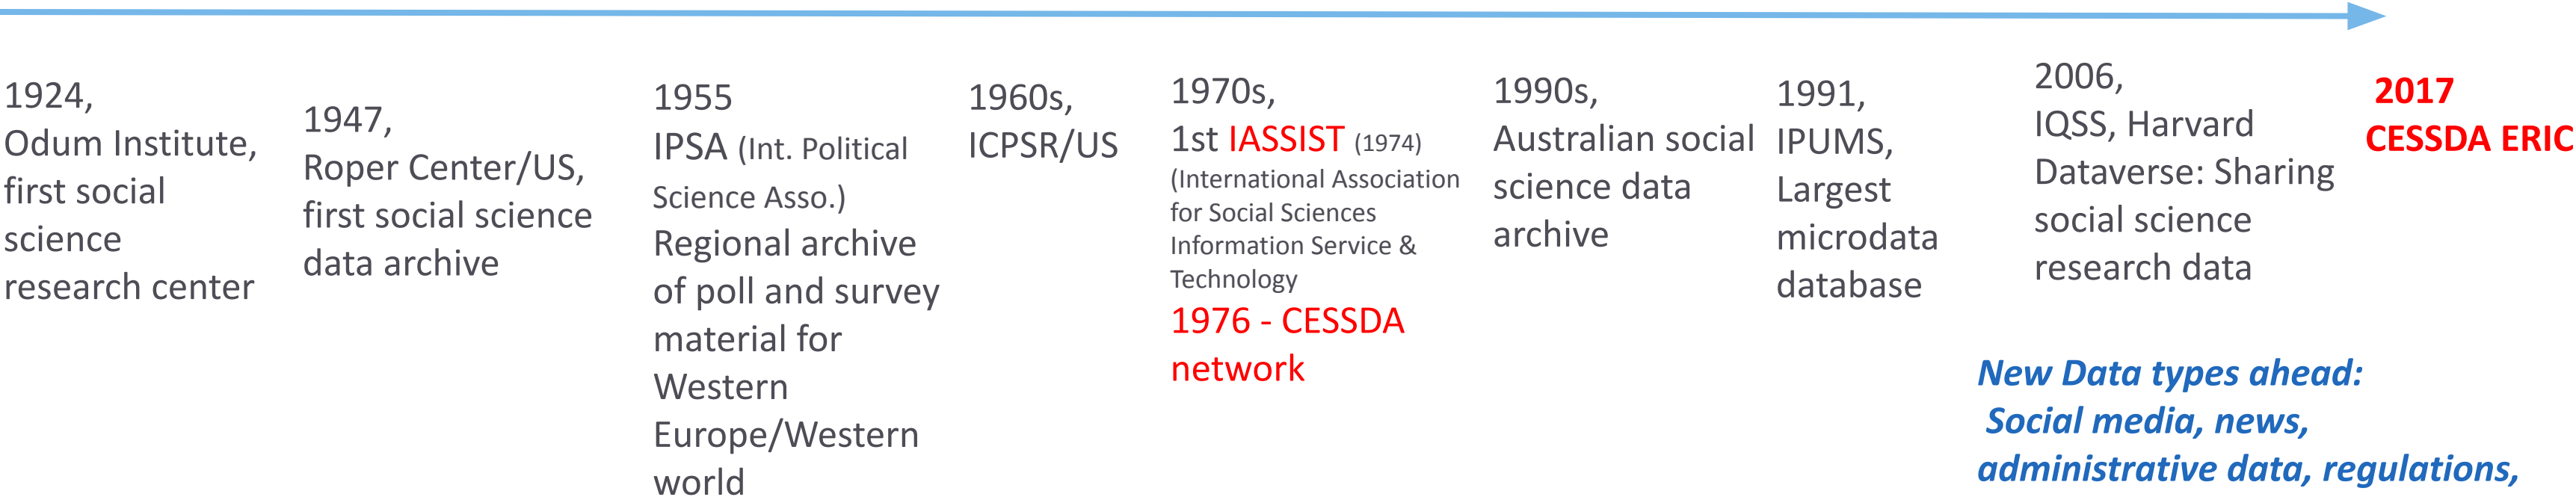 1924,
Odum Institute,
first social
science
research center
1947,
Roper Center/US,
first social science
data archive
1955
IPSA (Int. Political
Science Asso.)
Regional archive
of poll and survey
material for
Western
Europe/Western
world
1960s,
ICPSR/US
1970s,
1st IASSIST (1974)
(International Association
for Social Sciences
Information Service &
Technology
1976 - CESSDA
network
1990s,
Australian social
science data
archive
1991,
IPUMS,
Largest
microdata
database
2006,
IQSS, Harvard
Dataverse: Sharing
social science
research data
2017
CESSDA ERIC
New Data types ahead:
Social media, news,
administrative data, regulations,